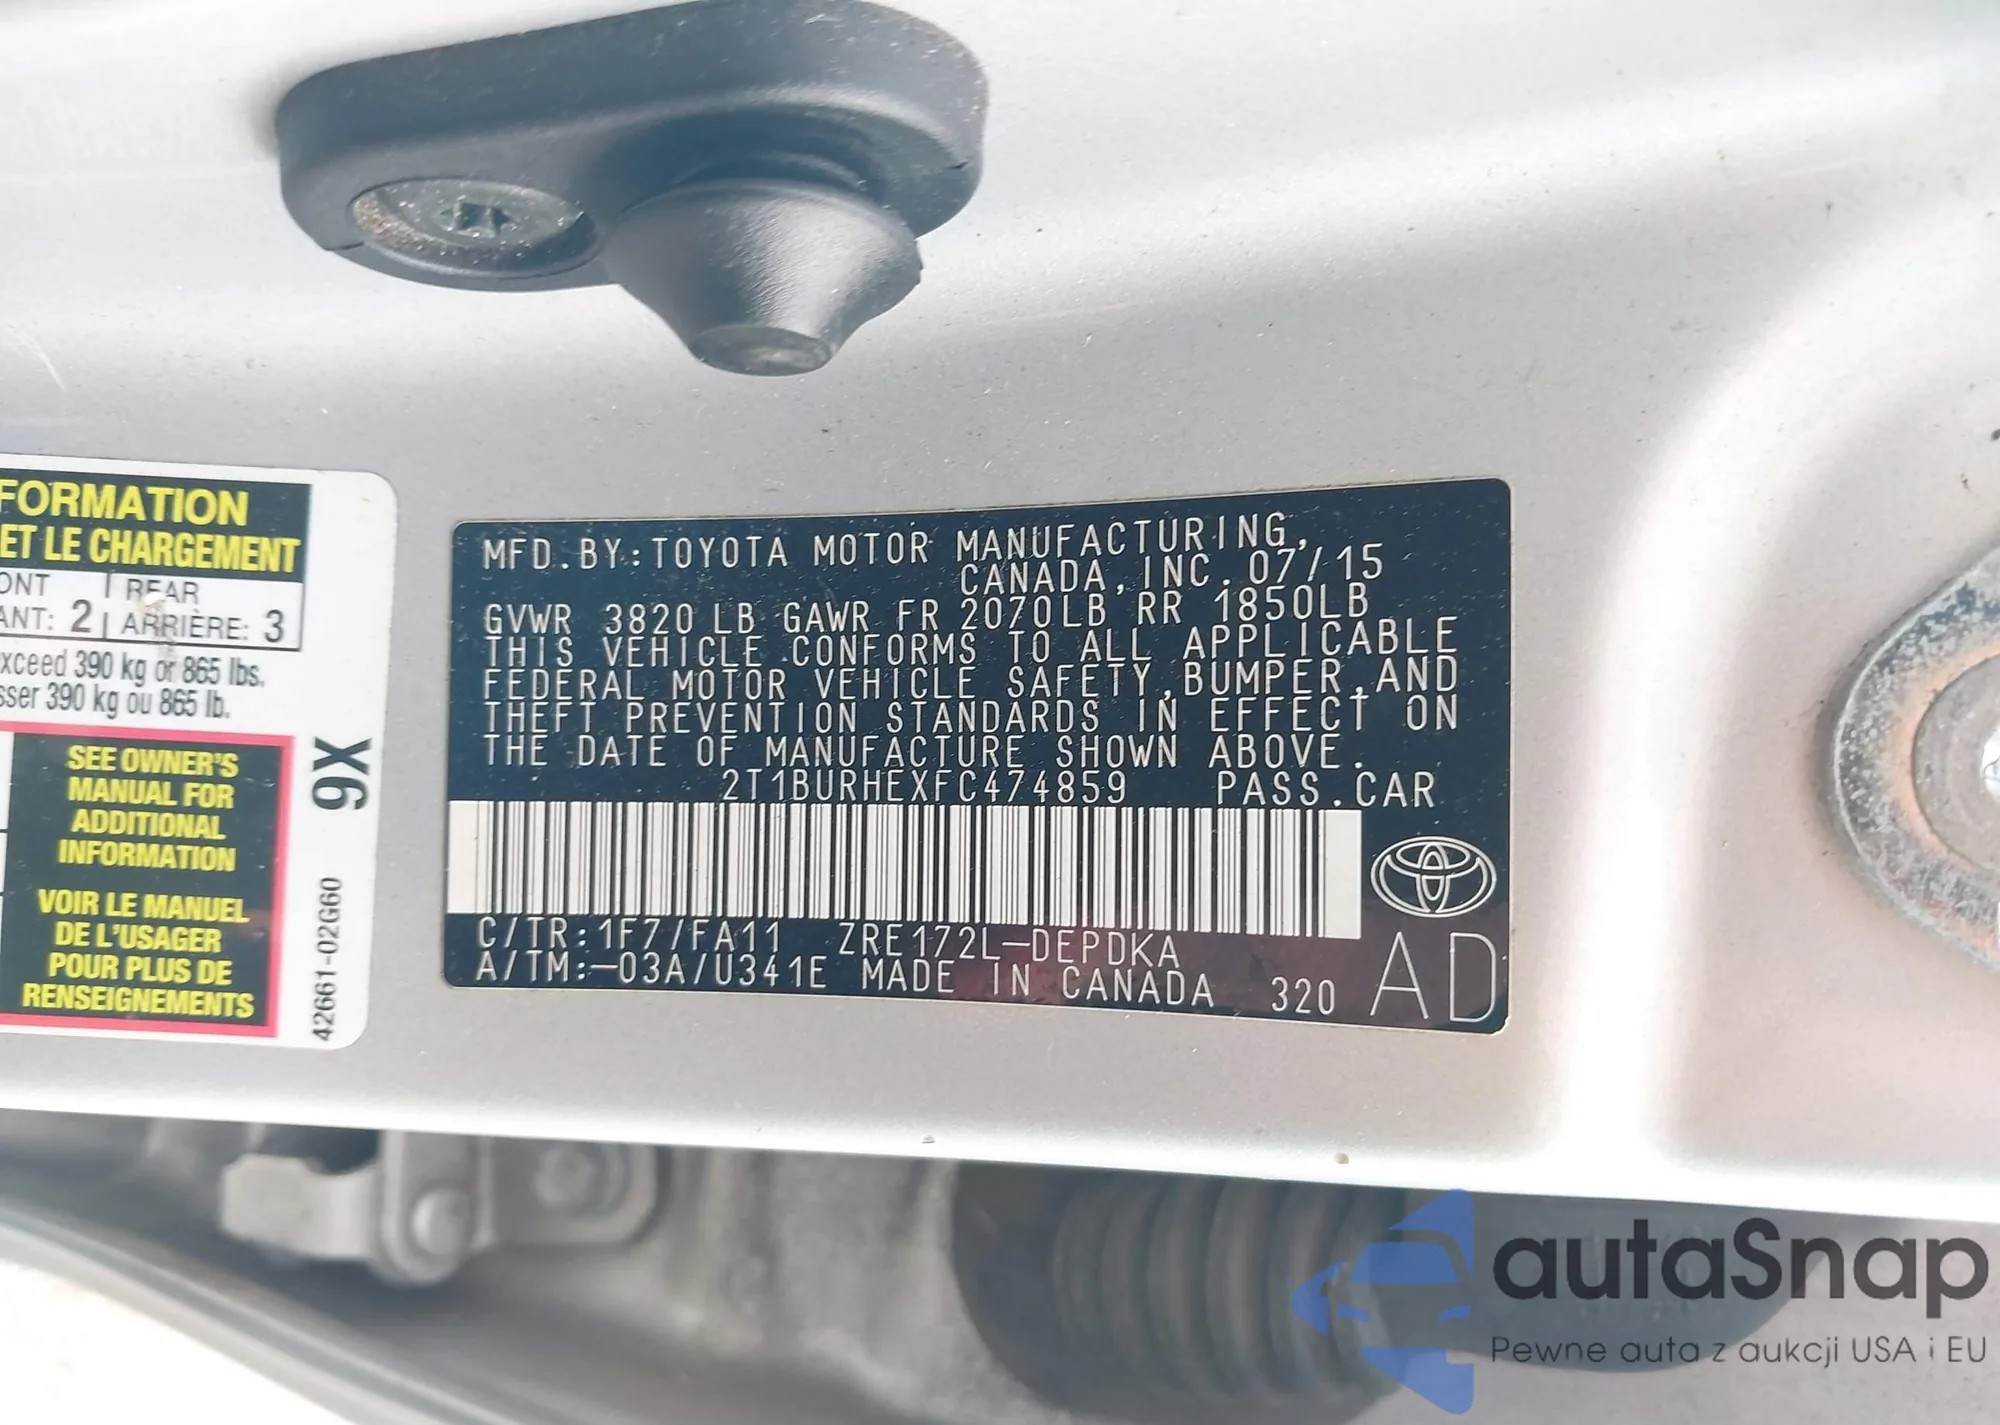 FORMATION
ET LE CHARGEMENT
ONT | REAR
ANT: 2 | ARRIÈRE: 3
xceed 390 kg or 865 lbs.
sser 390 kg ou 865 lb.
SEE OWNER'S
MANUAL FOR
ADDITIONAL
INFORMATION
VOIR LE MANUEL
DE L'USAGER
POUR PLUS DE
RENSEIGNEMENTS
9X
42661-02G60
MFD. BY: TOYOTA MOTOR MANUFACTURING,
CANADA, INC. 07/15
GVWR 3820 LB GAWR FR 2070LB RR 1850LB
THIS VEHICLE CONFORMS TO ALL APPLICABLE
FEDERAL MOTOR VEHICLE SAFETY, BUMPER, AND
THEFT PREVENTION STANDARDS IN EFFECT ON
THE DATE OF MANUFACTURE SHOWN ABOVE.
2T1BURHEXFC474859 PASS. CAR
C/TR: 1F7/FA11 ZRE172L-DEPDKA
A/TM: -03A/U341E MADE IN CANADA 320
AD
autaSnap
Pewne auta z aukcji USA i EU